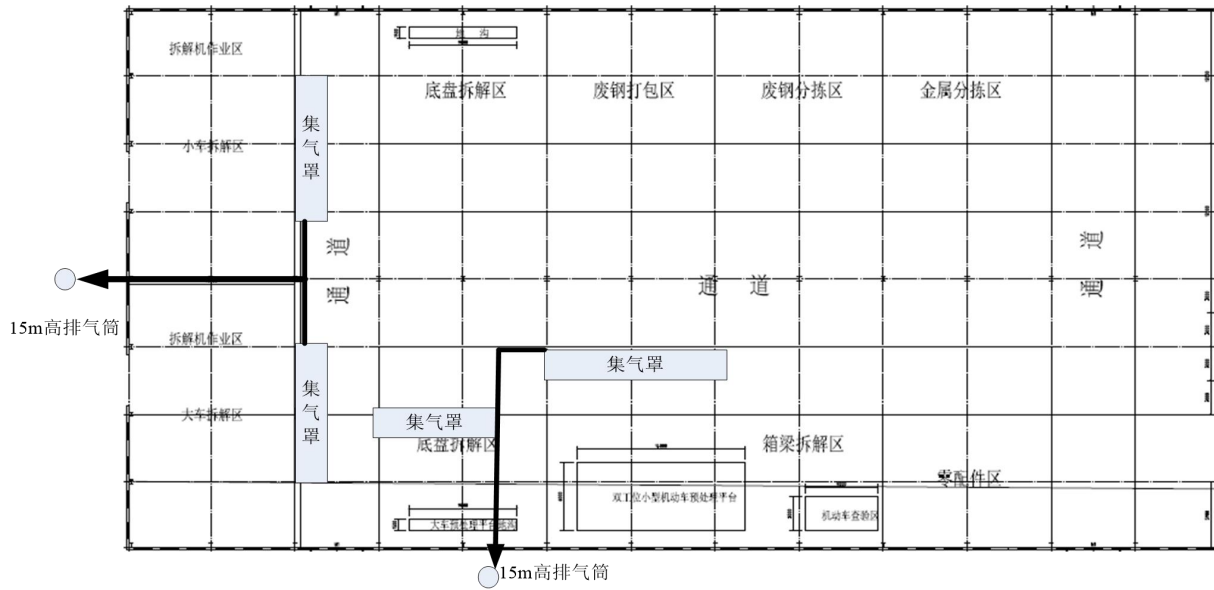 地 沟
拆解机作业区
底盘拆解区
废钢打包区
废钢分拣区
金属分拣区
集气罩
小车拆解区
通道
通道
通 道
15m高排气筒
拆解机作业区
集气罩
集气罩
大车拆解区
集气罩
底盘拆解区
箱梁拆解区
零配件区
双工位小型机动车预处理平台
机动车查验区
大车预处理平台地沟
15m高排气筒